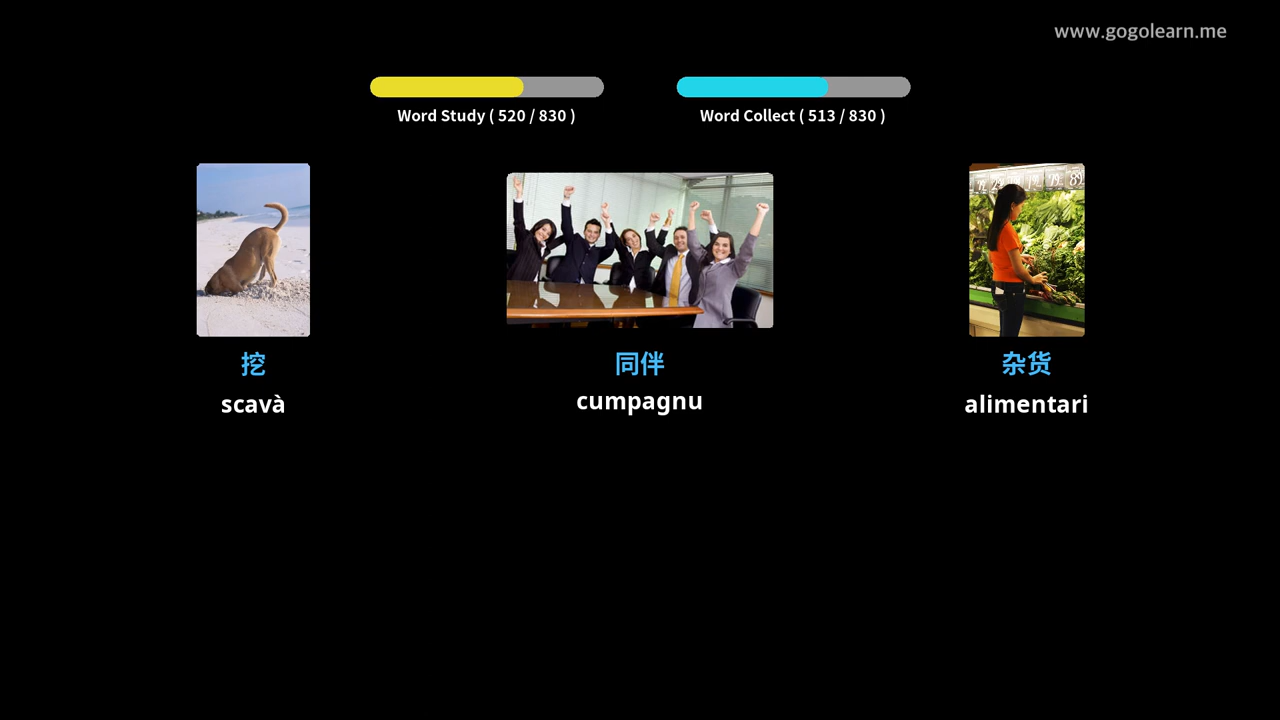 www.gogolearn.me
Word Study ( 520 / 830 )
Word Collect ( 513 / 830 )
挖
同伴
杂货
scavà
cumpagnu
alimentari